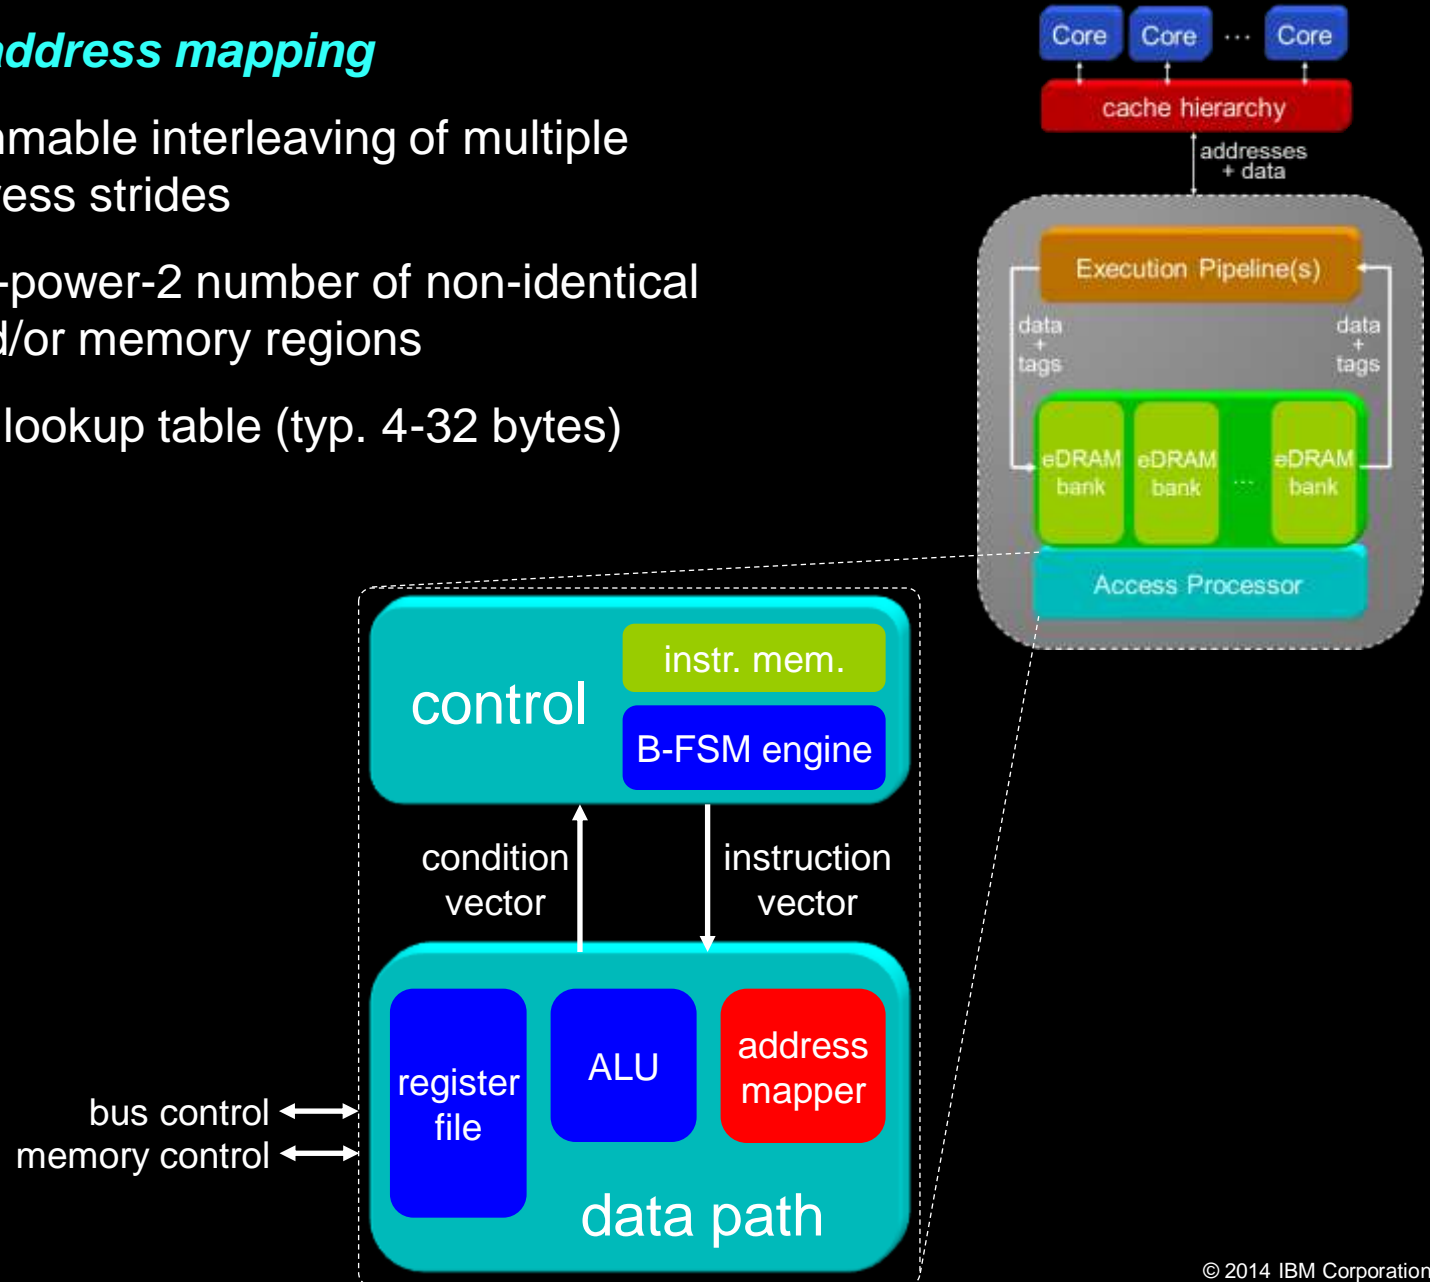 address mapping
mmable interleaving of multiple
ress strides
-power-2 number of non-identical
d/or memory regions
lookup table (typ. 4-32 bytes)
Core Core ... Core
cache hierarchy
addresses
+ data
Execution Pipeline(s)
data
+
tags
data
+
tags
eDRAM
bank
eDRAM
bank
...
eDRAM
bank
Access Processor
control
instr. mem.
B-FSM engine
condition
vector
instruction
vector
register
file
ALU
address
mapper
data path
bus control
memory control
© 2014 IBM Corporation